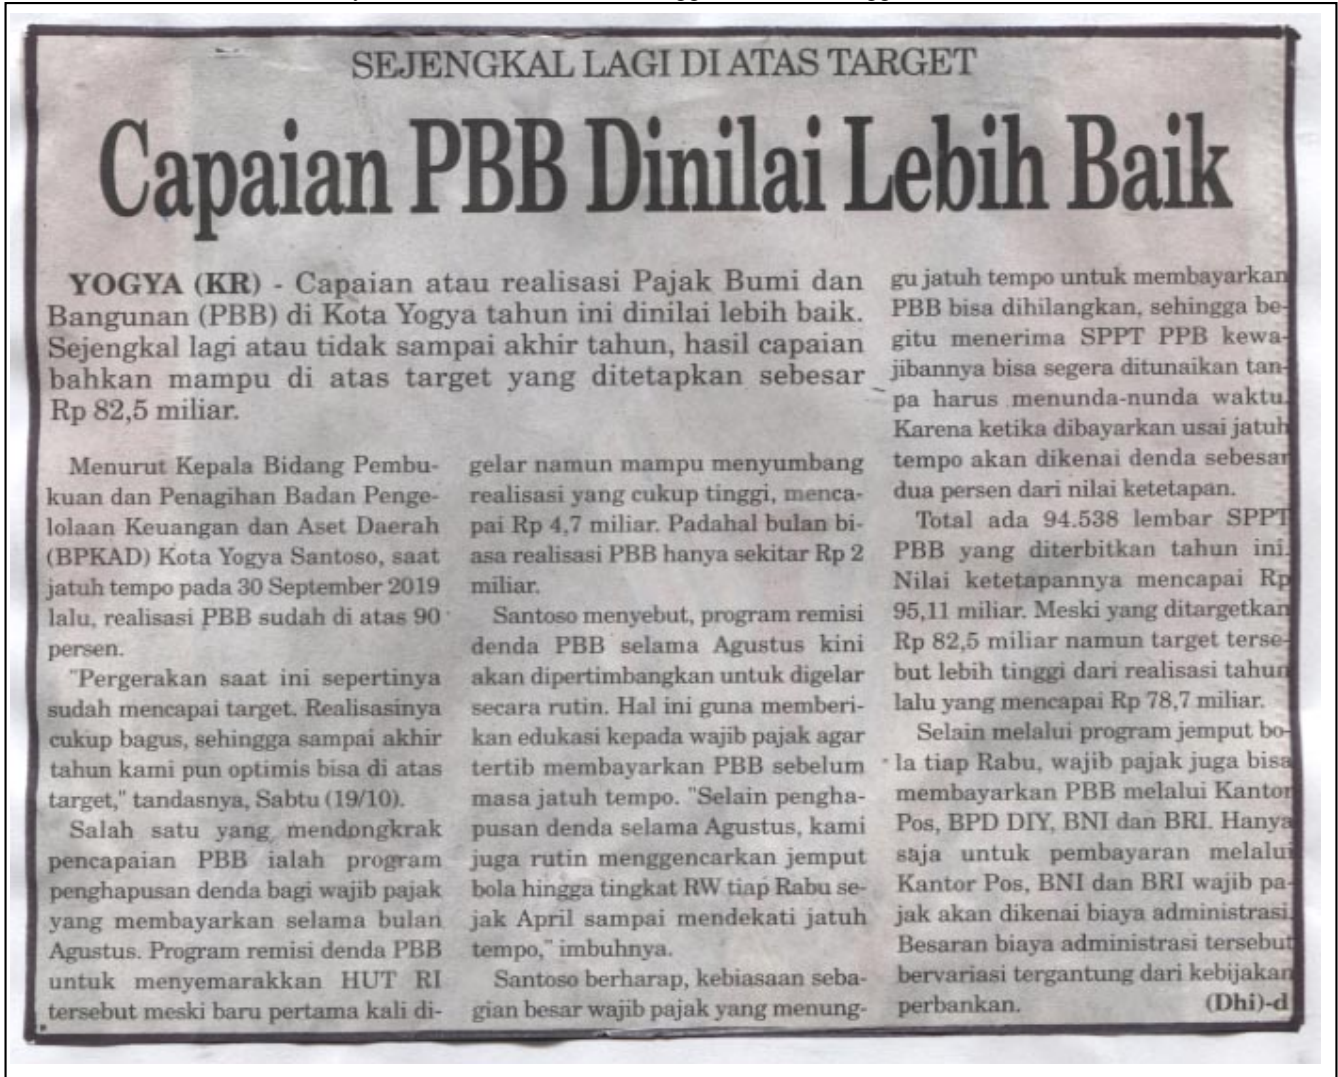 SEJENGKAL LAGI DI ATAS TARGET
Capaian PBB Dinilai Lebih Baik
YOGYA (KR) - Capaian atau realisasi Pajak Bumi dan
Bangunan (PBB) di Kota Yogya tahun ini dinilai lebih baik.
Sejengkal lagi atau tidak sampai akhir tahun, hasil capaian
bahkan mampu di atas target yang ditetapkan sebesar
Rp 82,5 miliar.
Menurut Kepala Bidang Pembu-
kuan dan Penagihan Badan Penge-
lolaan Keuangan dan Aset Daerah
(BPKAD) Kota Yogya Santoso, saat
jatuh tempo pada 30 September 2019
lalu, realisasi PBB sudah di atas 90
persen.
"Pergerakan saat ini sepertinya
sudah mencapai target. Realisasinya
cukup bagus, sehingga sampai akhir
tahun kami pun optimis bisa di atas
target," tandasnya, Sabtu (19/10).
Salah satu yang mendongkrak
pencapaian PBB ialah program
penghapusan denda bagi wajib pajak
yang membayarkan selama bulan
Agustus. Program remisi denda PBB
untuk menyemarakkan HUT RI
tersebut meski baru pertama kali di-
gelar namun mampu menyumbang
realisasi yang cukup tinggi, menca-
pai Rp 4,7 miliar. Padahal bulan bi-
asa realisasi PBB hanya sekitar Rp 2
miliar.
Santoso menyebut, program remisi
denda PBB selama Agustus kini
akan dipertimbangkan untuk digelar
secara rutin. Hal ini guna memberi-
kan edukasi kepada wajib pajak agar
tertib membayarkan PBB sebelum
masa jatuh tempo. "Selain pengha-
pusan denda selama Agustus, kami
juga rutin menggencarkan jemput
bola hingga tingkat RW tiap Rabu se-
jak April sampai mendekati jatuh
tempo," imbuhnya.
Santoso berharap, kebiasaan seba-
gian besar wajib pajak yang menung-
gu jatuh tempo untuk membayarkan
PBB bisa dihilangkan, sehingga be-
gitu menerima SPPT PPB kewa-
jibannya bisa segera ditunaikan tan-
pa harus menunda-nunda waktu.
Karena ketika dibayarkan usai jatuh
tempo akan dikenai denda sebesar
dua persen dari nilai ketetapan.
Total ada 94.538 lembar SPPT
PBB yang diterbitkan tahun ini.
Nilai ketetapannya mencapai Rp
95,11 miliar. Meski yang ditargetkan
Rp 82,5 miliar namun target terse-
but lebih tinggi dari realisasi tahun
lalu yang mencapai Rp 78,7 miliar.
Selain melalui program jemput bo-
la tiap Rabu, wajib pajak juga bisa
membayarkan PBB melalui Kantor
Pos, BPD DIY, BNI dan BRI. Hanya
saja untuk pembayaran melalui
Kantor Pos, BNI dan BRI wajib pa-
jak akan dikenai biaya administrasi.
Besaran biaya administrasi tersebut
bervariasi tergantung dari kebijakan
perbankan. (Dhi)-d